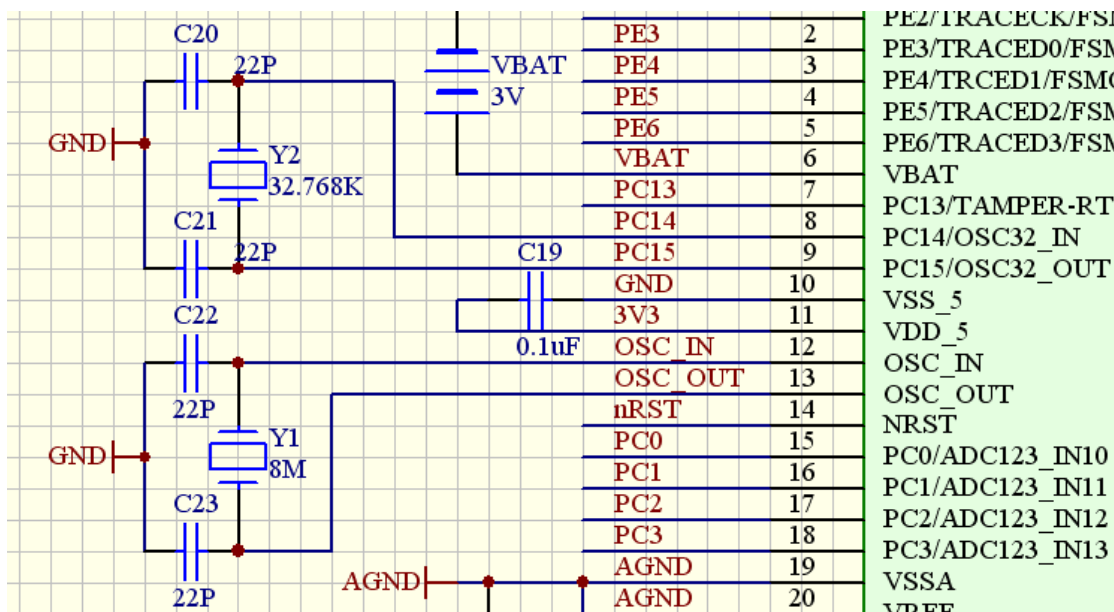 C20
22P
GND
Y2
32.768K
C21
22P
C22
22P
GND
Y1
8M
C23
22P
VBAT
3V
C19
0.1uF
AGND
PE3 2 PE3/TRACED0/FSM
PE4 3 PE4/TRCED1/FSM
PE5 4 PE5/TRACED2/FSM
PE6 5 PE6/TRACED3/FSM
VBAT 6 VBAT
PC13 7 PC13/TAMPER-RT
PC14 8 PC14/OSC32_IN
PC15 9 PC15/OSC32_OUT
GND 10 VSS_5
3V3 11 VDD_5
OSC_IN 12 OSC_IN
OSC_OUT 13 OSC_OUT
nRST 14 NRST
PC0 15 PC0/ADC123_IN10
PC1 16 PC1/ADC123_IN11
PC2 17 PC2/ADC123_IN12
PC3 18 PC3/ADC123_IN13
AGND 19 VSSA
AGND 20